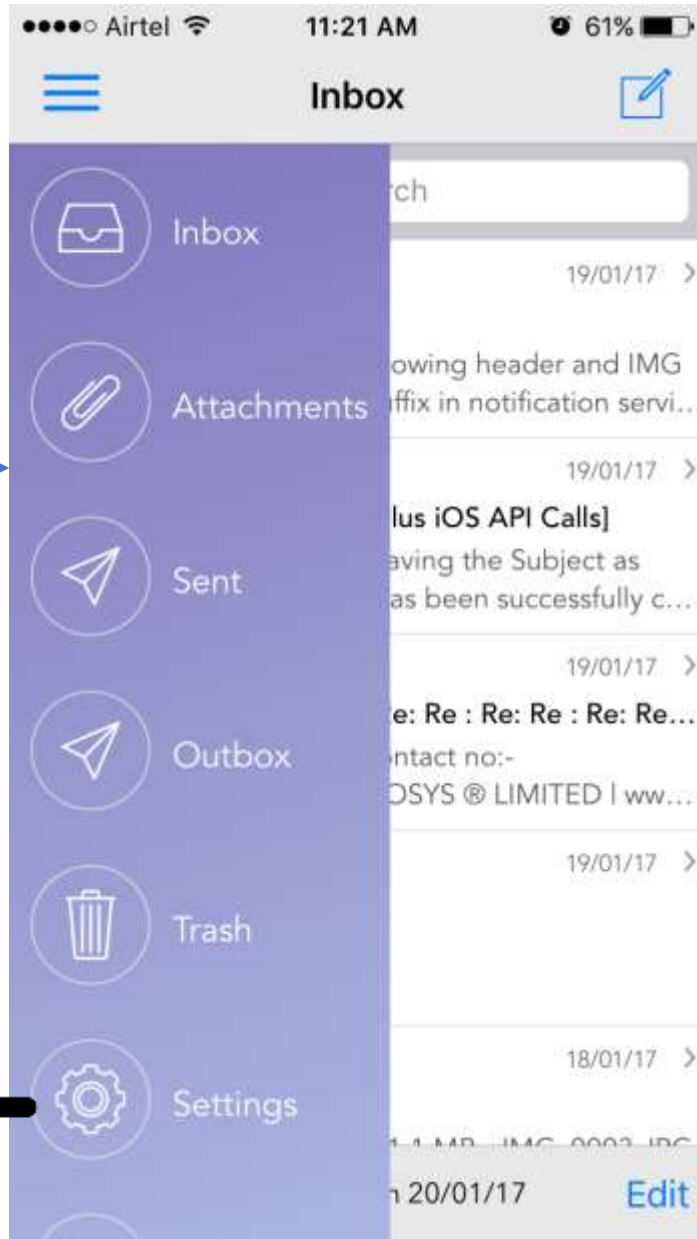 Airtel 11:21 AM 61%
Inbox
rch
Inbox
19/01/17
owing header and IMG
Attachments
ffix in notification servi...
19/01/17
lus iOS API Calls]
aving the Subject as
Sent
as been successfully c...
19/01/17
e: Re : Re: Re : Re: Re...
Outbox
ntact no:-
OSYS ® LIMITED | ww...
19/01/17
Trash
18/01/17
Settings
20/01/17
Edit